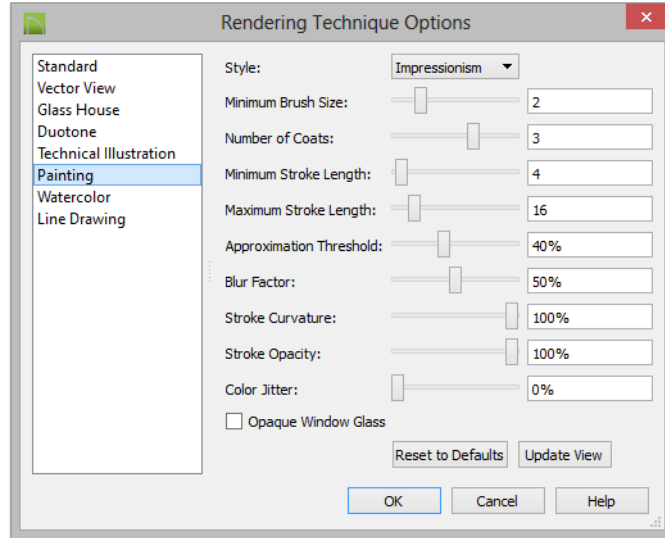 Rendering Technique Options
Standard
Vector View
Glass House
Duotone
Technical Illustration
Painting
Watercolor
Line Drawing
Style: Impressionism
Minimum Brush Size: 2
Number of Coats: 3
Minimum Stroke Length: 4
Maximum Stroke Length: 16
Approximation Threshold: 40%
Blur Factor: 50%
Stroke Curvature: 100%
Stroke Opacity: 100%
Color Jitter: 0%
Opaque Window Glass
Reset to Defaults Update View
OK Cancel Help